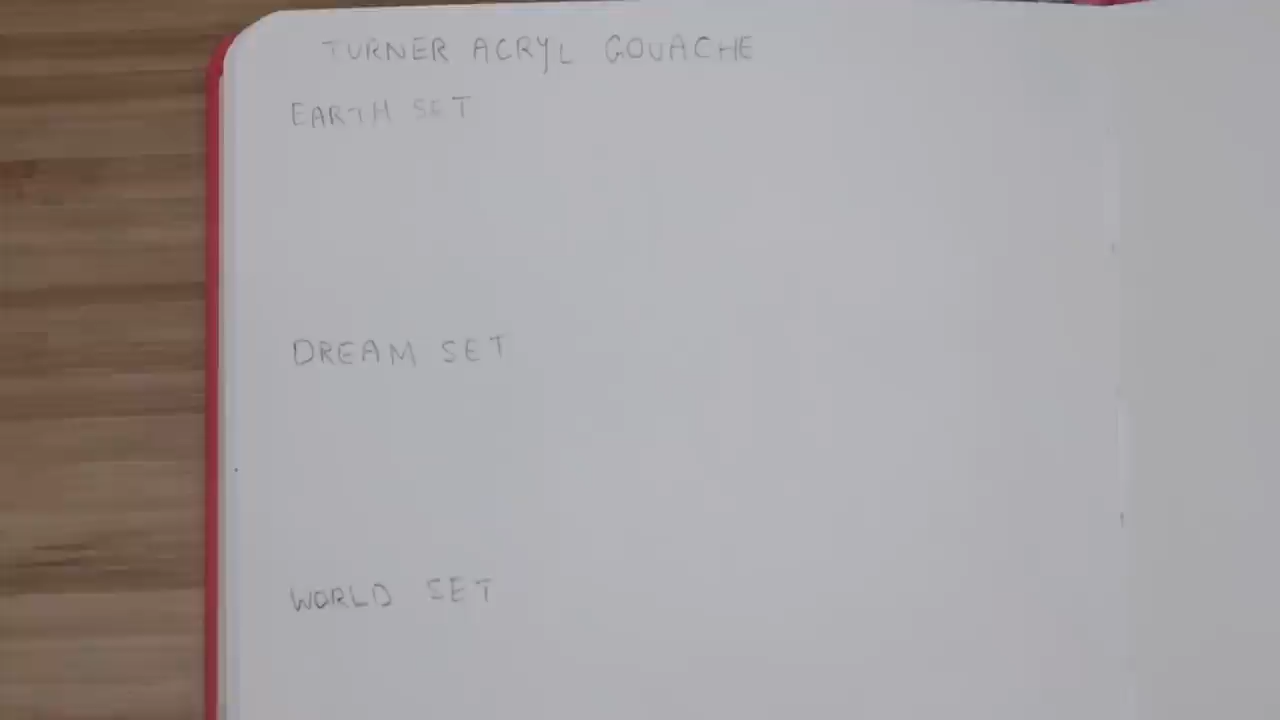 TURNER ACRYL GOUACHE
EARTH SET
DREAM SET
WORLD SET